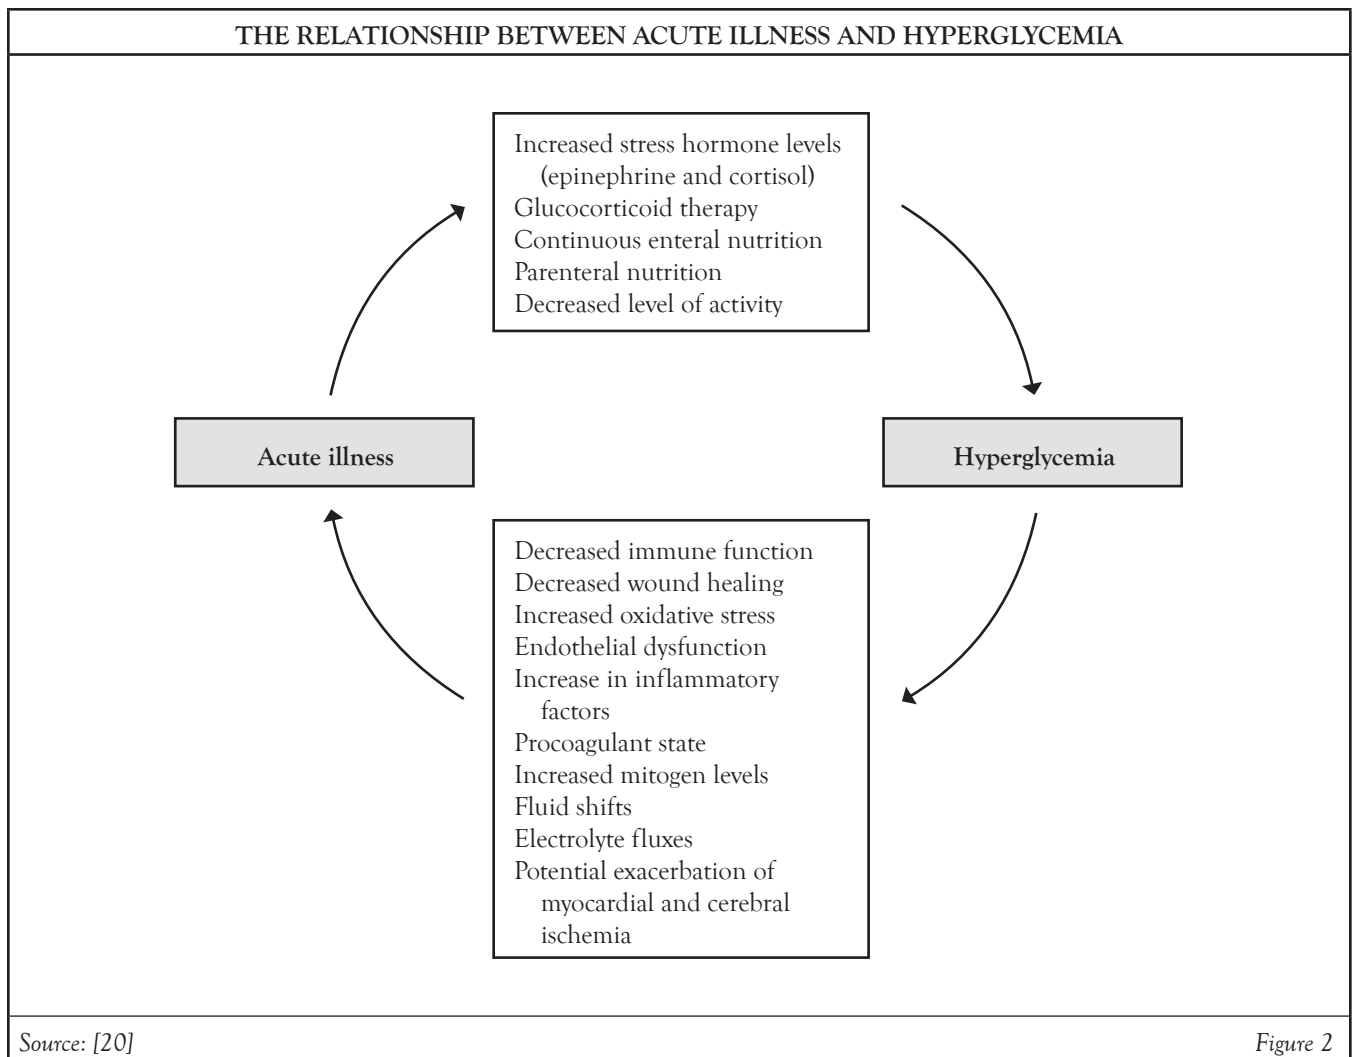 THE RELATIONSHIP BETWEEN ACUTE ILLNESS AND HYPERGLYCEMIA
Increased stress hormone levels
(epinephrine and cortisol)
Glucocorticoid therapy
Continuous enteral nutrition
Parenteral nutrition
Decreased level of activity
Acute illness
Hyperglycemia
Decreased immune function
Decreased wound healing
Increased oxidative stress
Endothelial dysfunction
Increase in inflammatory
factors
Procoagulant state
Increased mitogen levels
Fluid shifts
Electrolyte fluxes
Potential exacerbation of
myocardial and cerebral
ischemia
Source: [20]
Figure 2